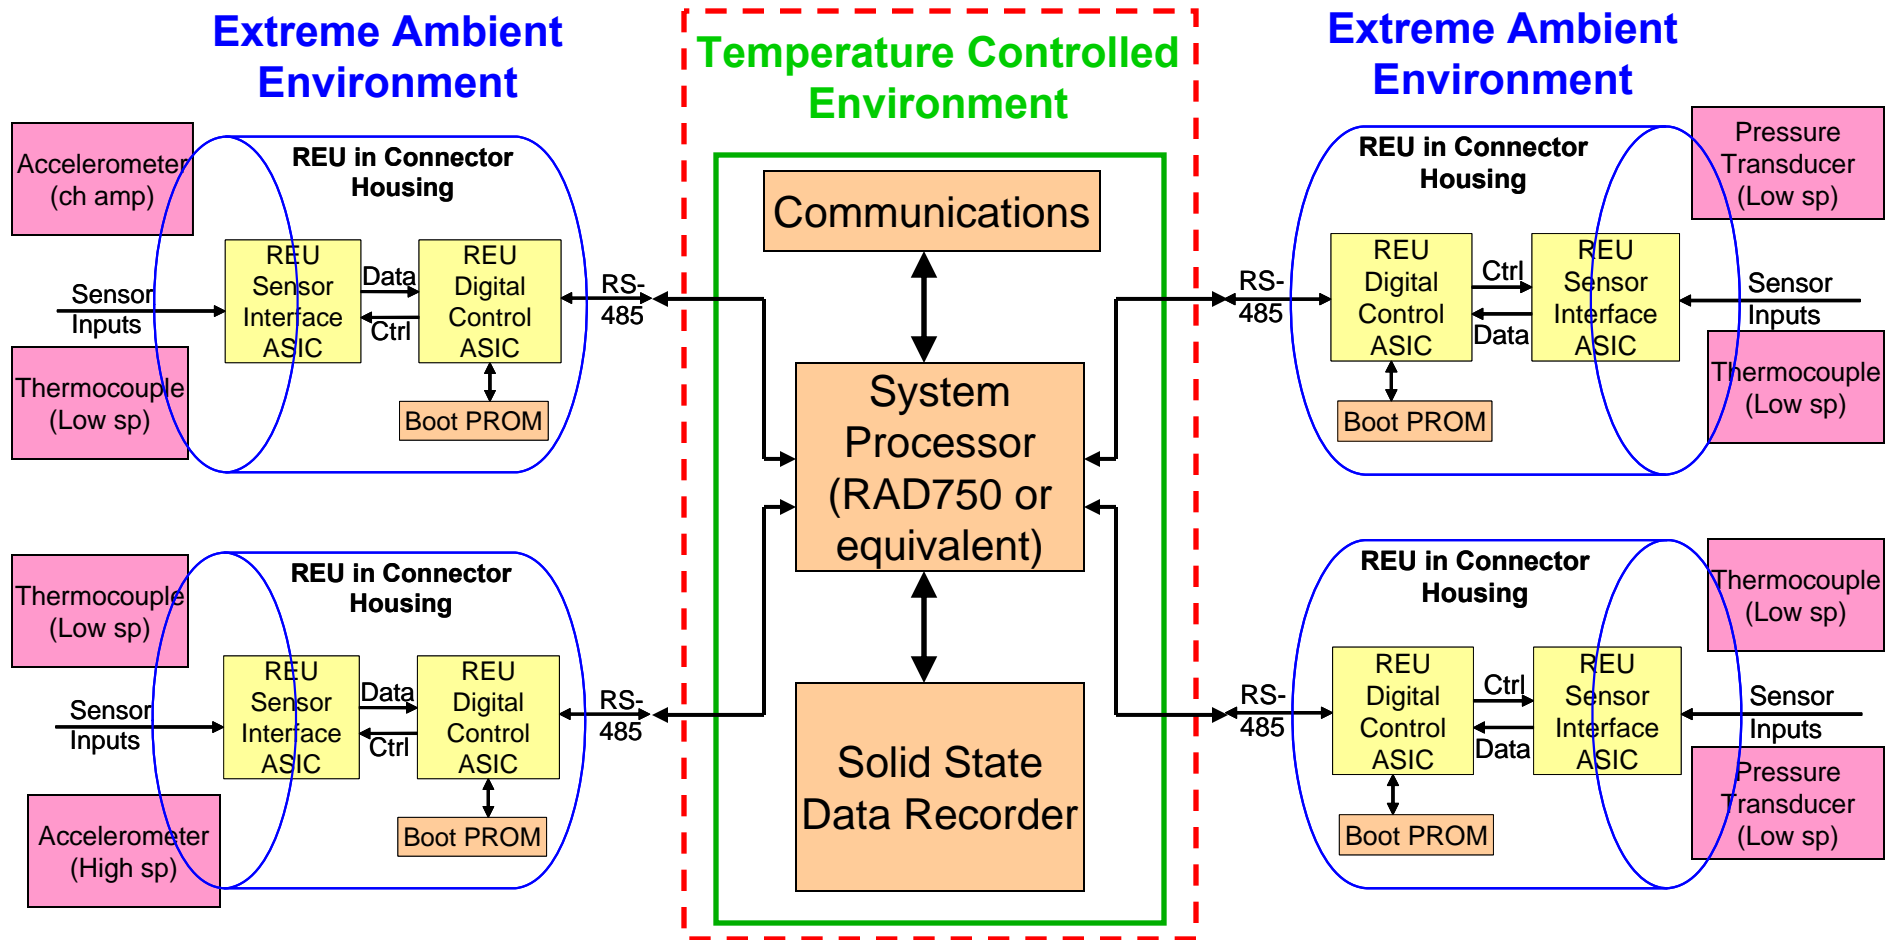 Extreme Ambient
Environment
Temperature Controlled
Environment
Extreme Ambient
Environment
Accelerometer
(ch amp)
REU in Connector
Housing
REU
Sensor
Interface
ASIC
Data
Ctrl
REU
Digital
Control
ASIC
RS-
485
Sensor
Inputs
Thermocouple
(Low sp)
Boot PROM
Thermocouple
(Low sp)
REU in Connector
Housing
REU
Sensor
Interface
ASIC
Data
Ctrl
REU
Digital
Control
ASIC
RS-
485
Sensor
Inputs
Accelerometer
(High sp)
Boot PROM
Communications
System
Processor
(RAD750 or
equivalent)
Solid State
Data Recorder
REU in Connector
Housing
Pressure
Transducer
(Low sp)
RS-
485
REU
Digital
Control
ASIC
Ctrl
Data
REU
Sensor
Interface
ASIC
Sensor
Inputs
Thermocouple
(Low sp)
Boot PROM
REU in Connector
Housing
Thermocouple
(Low sp)
RS-
485
REU
Digital
Control
ASIC
Ctrl
Data
REU
Sensor
Interface
ASIC
Sensor
Inputs
Pressure
Transducer
(Low sp)
Boot PROM